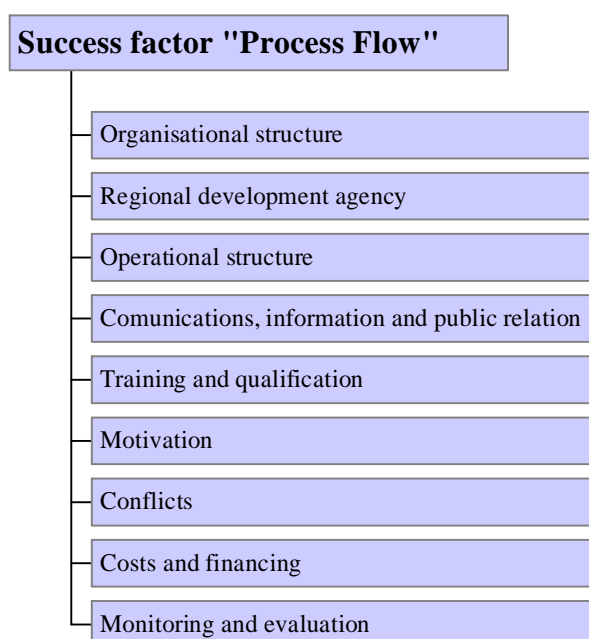 Success factor "Process Flow"
Organisational structure
Regional development agency
Operational structure
Comunications, information and public relation
Training and qualification
Motivation
Conflicts
Costs and financing
Monitoring and evaluation